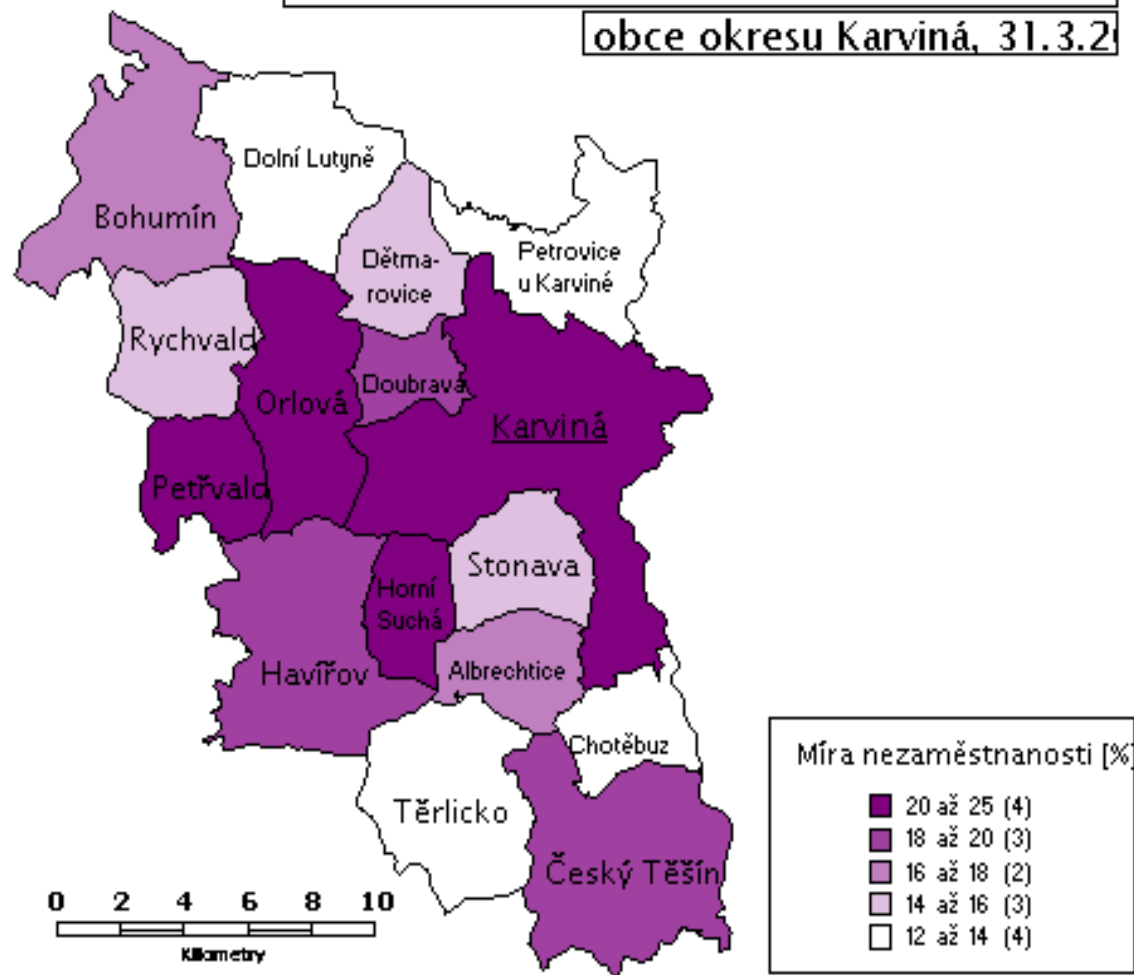 obce okresu Karviná, 31.3.2
Dolní Lutyně
Bohumín
Petrovice
u Karviné
Dětma-
rovice
Rychvald
Doubrava
Orlová
Karviná
Petřvald
Stonava
Horní
Suchá
Havířov
Albrechtice
Chotěbuz
Těrlicko
Český Těšín
Míra nezaměstnanosti [%]
20 až 25 (4)
18 až 20 (3)
16 až 18 (2)
14 až 16 (3)
12 až 14 (4)
0 2 4 6 8 10
Kilometry